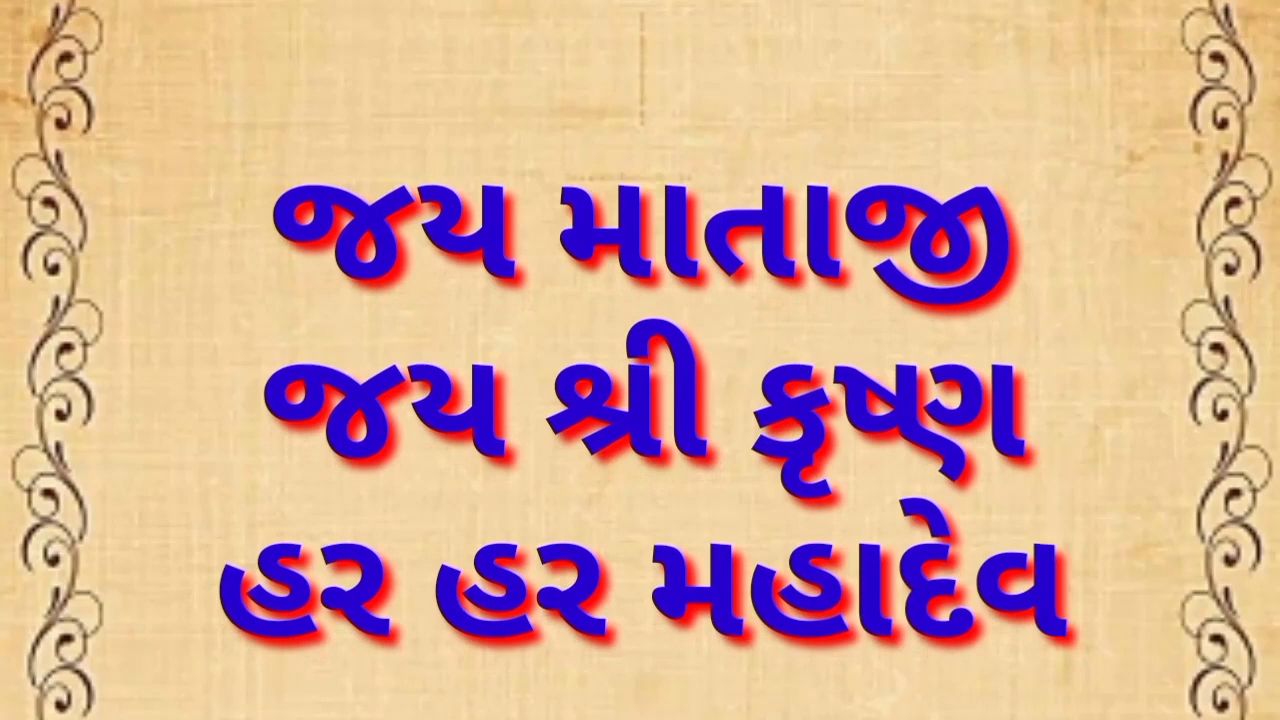 જય માતાજી
જય શ્રી કૃષ્ણ
હર હર મહાદેવ